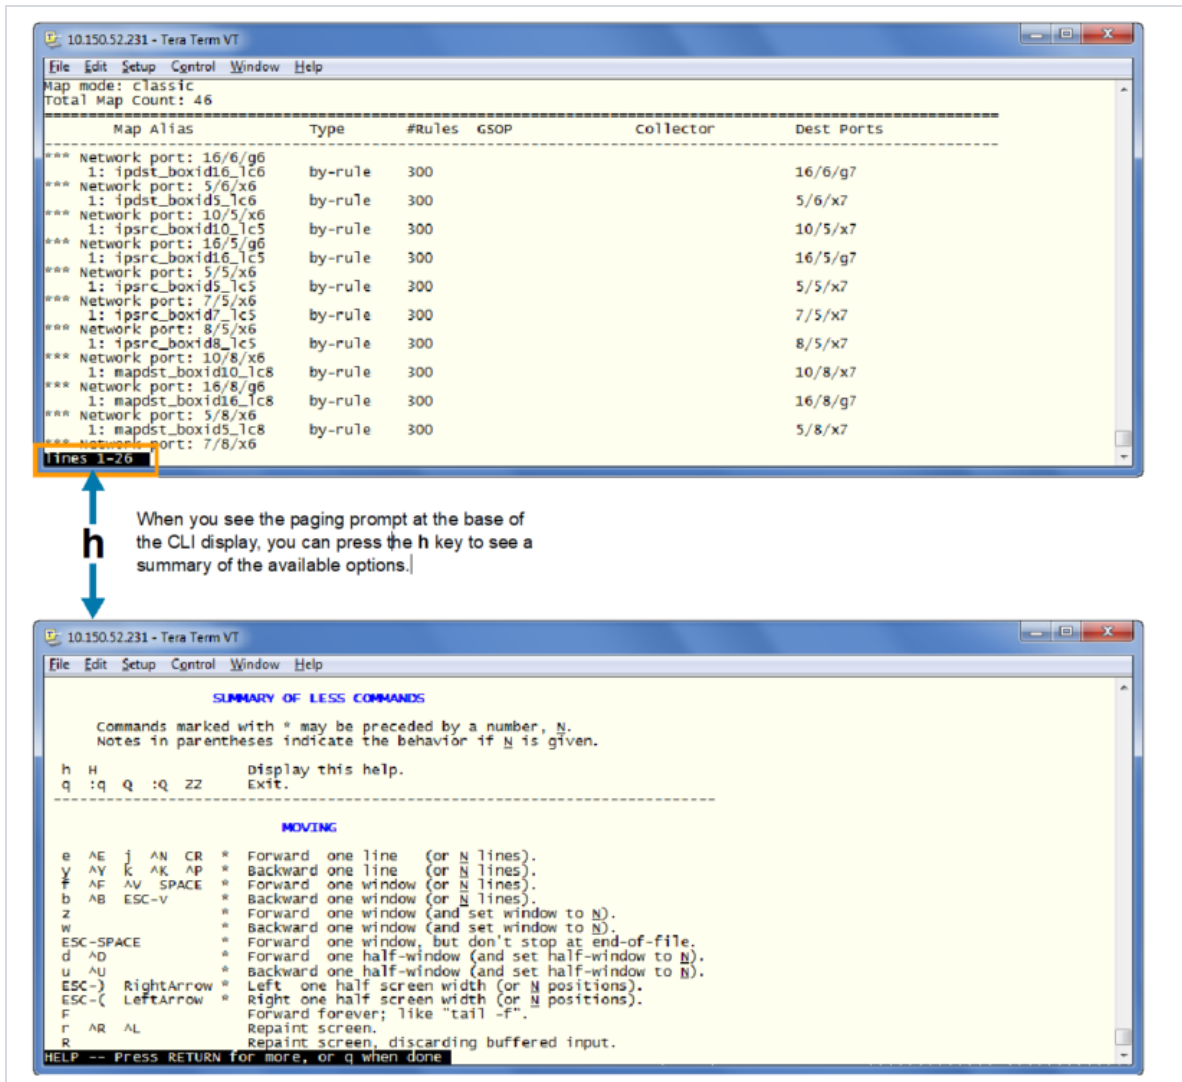 10.150.52.231 - Tera Term VT
File Edit Setup Control Window Help
Map mode: classic
Total Map Count: 46
Map Alias Type #Rules GSOP Collector Dest Ports
*** Network port: 16/6/g6
1: ipdst_boxid16_lc6 by-rule 300 16/6/g7
*** Network port: 5/6/x6
1: ipdst_boxid5_lc6 by-rule 300 5/6/x7
*** Network port: 10/5/x6
1: ipsrc_boxid10_lc5 by-rule 300 10/5/x7
*** Network port: 16/5/g6
1: ipsrc_boxid16_lc5 by-rule 300 16/5/g7
*** Network port: 5/5/x6
1: ipsrc_boxid5_lc5 by-rule 300 5/5/x7
*** Network port: 7/5/x6
1: ipsrc_boxid7_lc5 by-rule 300 7/5/x7
*** Network port: 8/5/x6
1: ipsrc_boxid8_lc5 by-rule 300 8/5/x7
*** Network port: 10/8/x6
1: mapdst_boxid10_lc8 by-rule 300 10/8/x7
*** Network port: 16/8/g6
1: mapdst_boxid16_lc8 by-rule 300 16/8/g7
*** Network port: 5/8/x6
1: mapdst_boxid5_lc8 by-rule 300 5/8/x7
*** Network port: 7/8/x6
lines 1-26
h
When you see the paging prompt at the base of
the CLI display, you can press the h key to see a
summary of the available options.
10.150.52.231 - Tera Term VT
File Edit Setup Control Window Help
SUMMARY OF LESS COMMANDS
Commands marked with * may be preceded by a number, N.
Notes in parentheses indicate the behavior if N is given.
h H Display this help.
q :q Q :Q ZZ Exit.
MOVING
e ^E j ^N CR * Forward one line (or N lines).
y ^Y k ^K ^P * Backward one line (or N lines).
f ^F ^V SPACE * Forward one window (or N lines).
b ^B ESC-v * Backward one window (or N lines).
z * Forward one window (and set window to N).
w * Backward one window (and set window to N).
ESC-SPACE * Forward one window, but don't stop at end-of-file.
d ^D * Forward one half-window (and set half-window to N).
u ^U * Backward one half-window (and set half-window to N).
ESC-) RightArrow * Left one half screen width (or N positions).
ESC-( LeftArrow * Right one half screen width (or N positions).
F Forward forever; like "tail -f".
r ^R ^L Repaint screen.
R Repaint screen, discarding buffered input.
HELP -- Press RETURN for more, or q when done